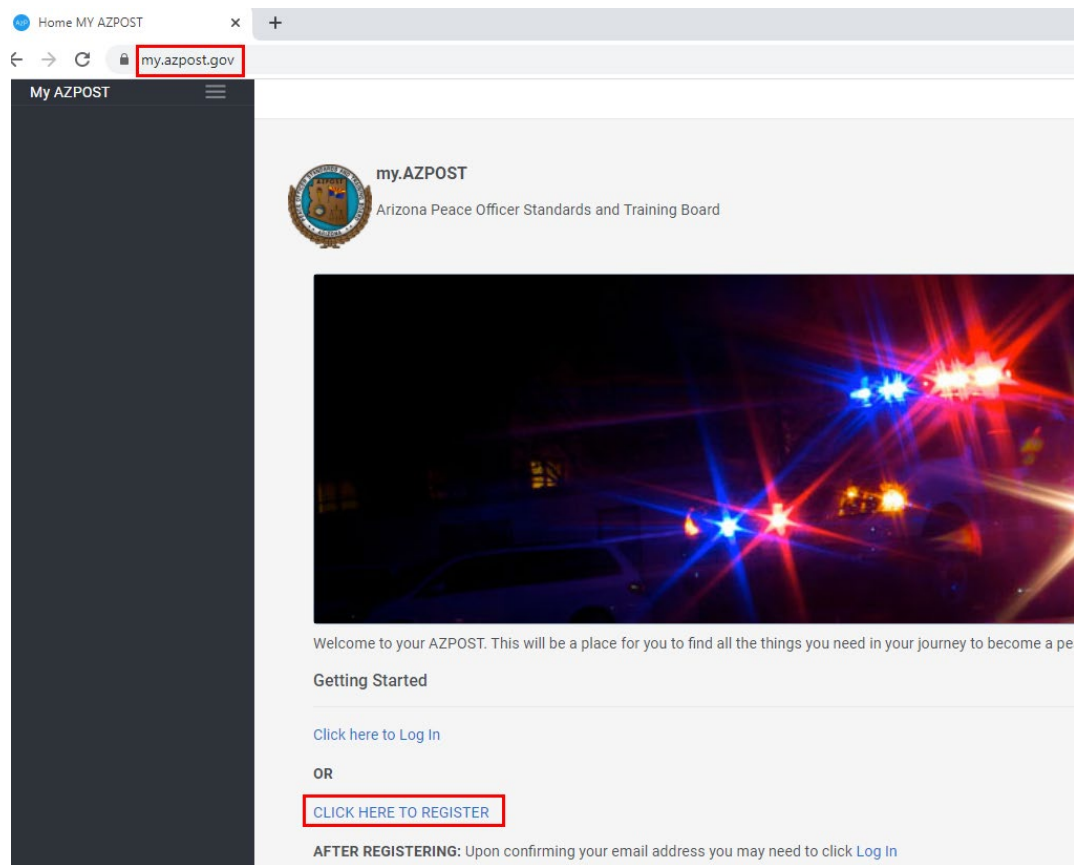 Home MY AZPOST
my.azpost.gov
My AZPOST
my.AZPOST
Arizona Peace Officer Standards and Training Board
Welcome to your AZPOST. This will be a place for you to find all the things you need in your journey to become a pe
Getting Started
Click here to Log In
OR
CLICK HERE TO REGISTER
AFTER REGISTERING: Upon confirming your email address you may need to click Log In